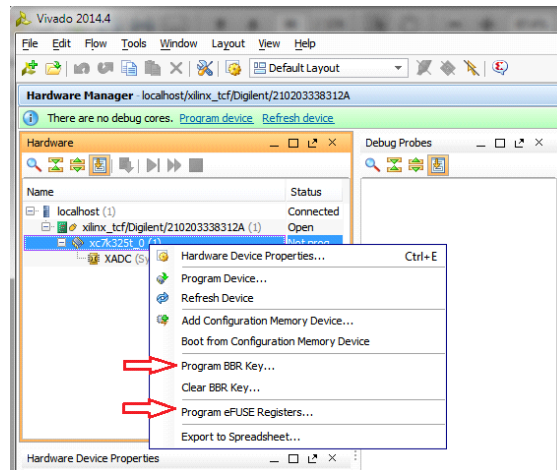 Vivado 2014.4
File Edit Flow Tools Window Layout View Help
Default Layout
Hardware Manager - localhost/xilinx_tcf/Digilent/210203338312A
There are no debug cores. Program device Refresh device
Hardware
Name Status
localhost (1) Connected
xilinx_tcf/Digilent/210203338312A (1) Open
xc7k325t_0 (1) Not prog
XADC (Sy
Hardware Device Properties... Ctrl+E
Program Device...
Refresh Device
Add Configuration Memory Device...
Boot from Configuration Memory Device
Program BBR Key...
Clear BBR Key...
Program eFUSE Registers...
Export to Spreadsheet...
Hardware Device Properties
Debug Probes